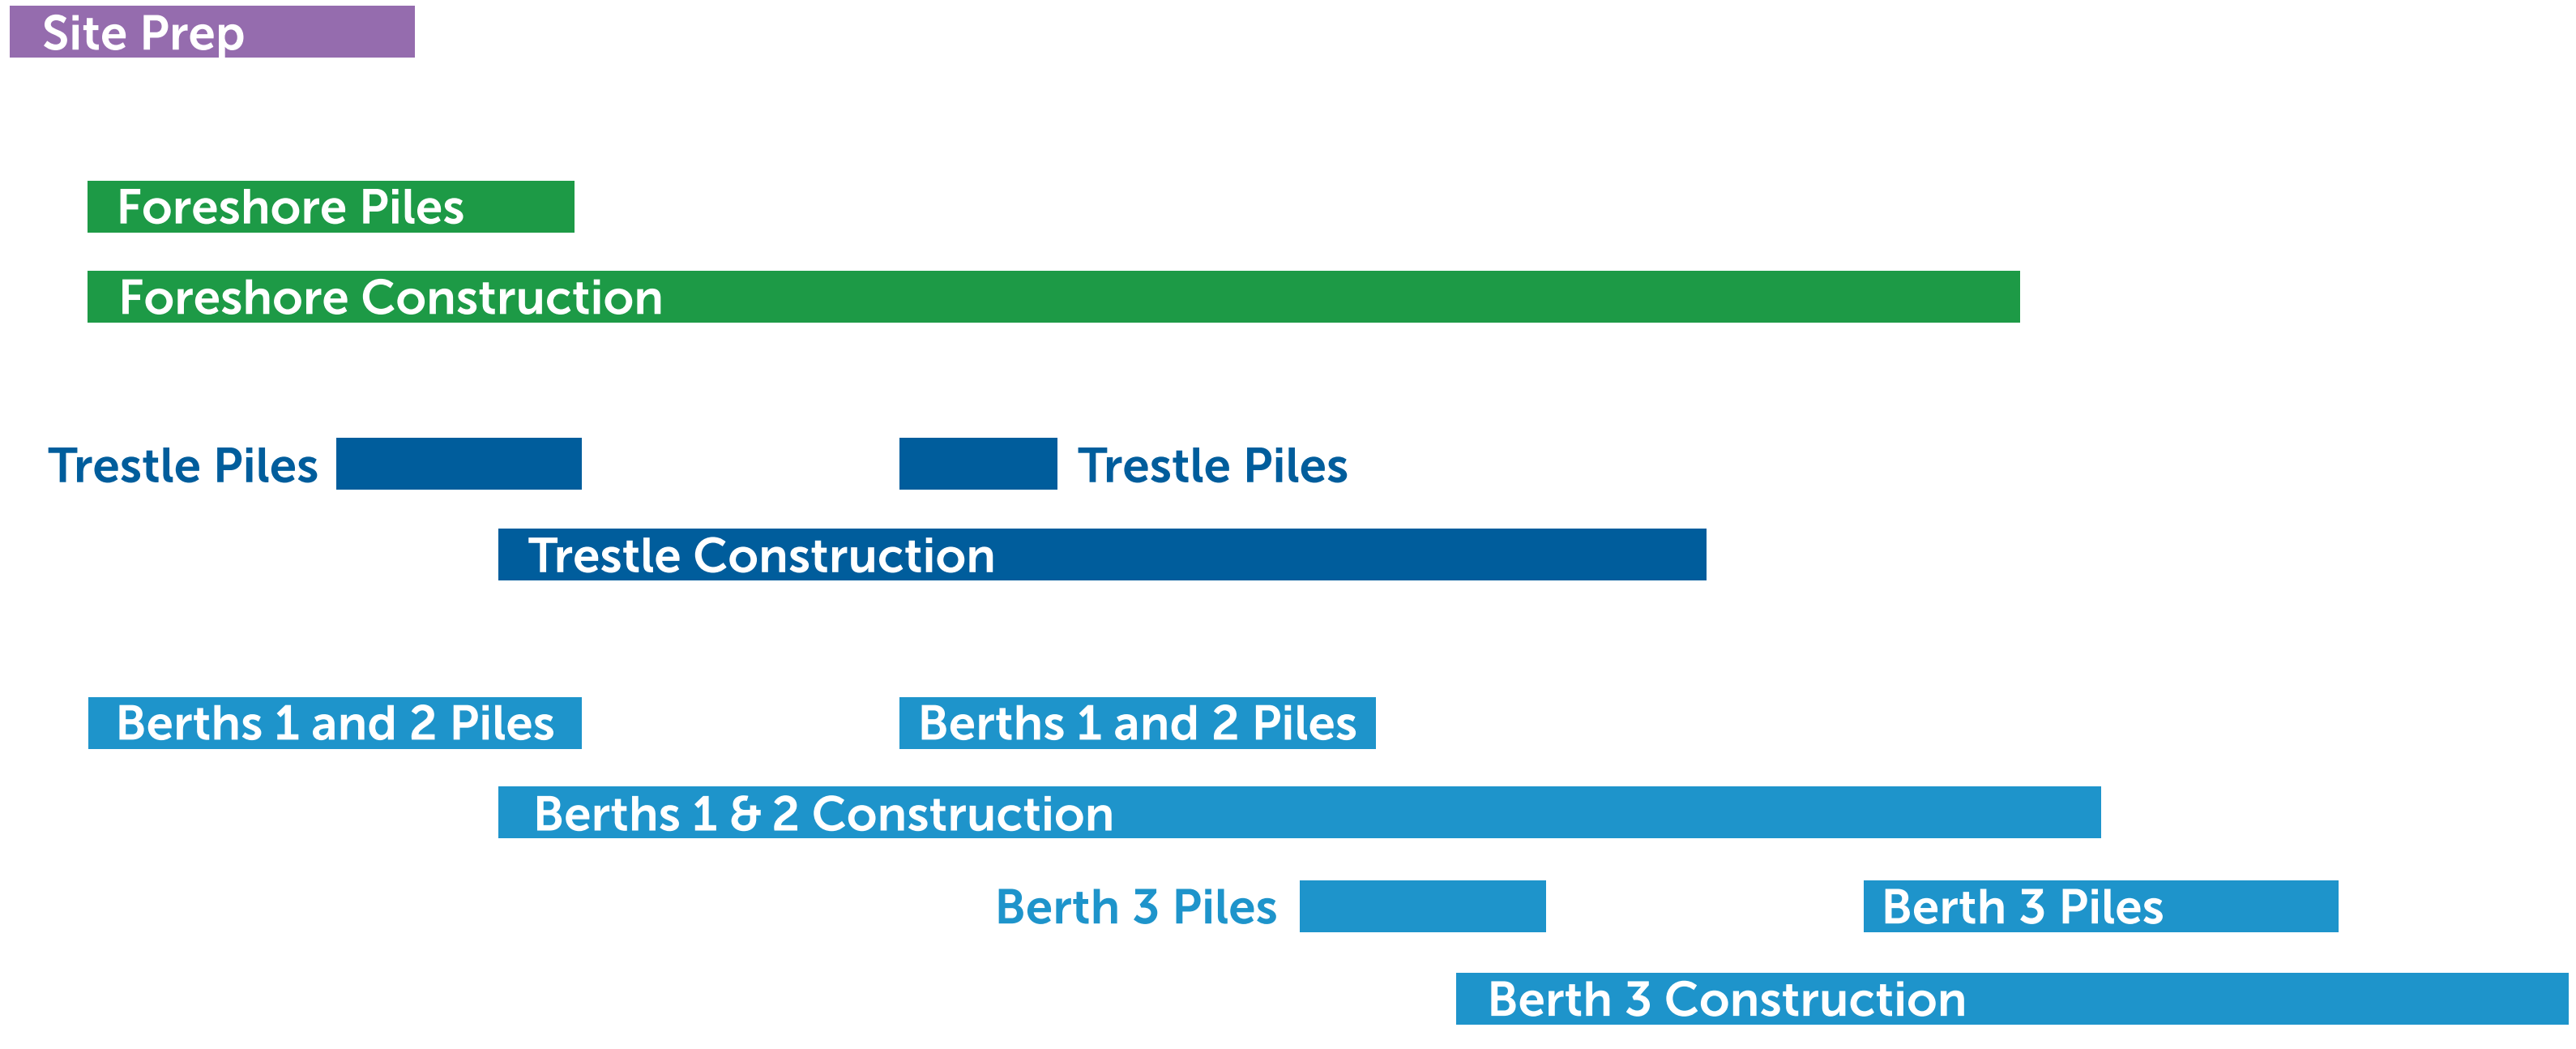 Site Prep
Foreshore Piles
Foreshore Construction
Trestle Piles
Trestle Piles
Trestle Construction
Berths 1 and 2 Piles
Berths 1 and 2 Piles
Berths 1 & 2 Construction
Berth 3 Piles
Berth 3 Piles
Berth 3 Construction